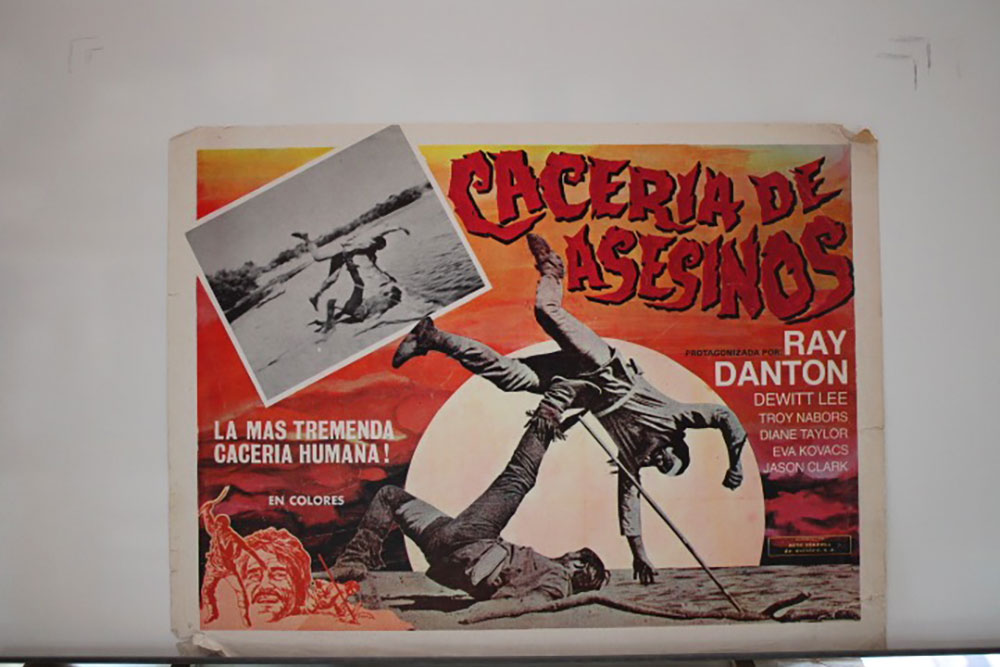 CACERIA DE
ASESINOS
PROTAGONIZADA POR: RAY
DANTON
DEWITT LEE
TROY NABORS
DIANE TAYLOR
EVA KOVACS
JASON CLARK
LA MAS TREMENDA
CACERIA HUMANA!
EN COLORES